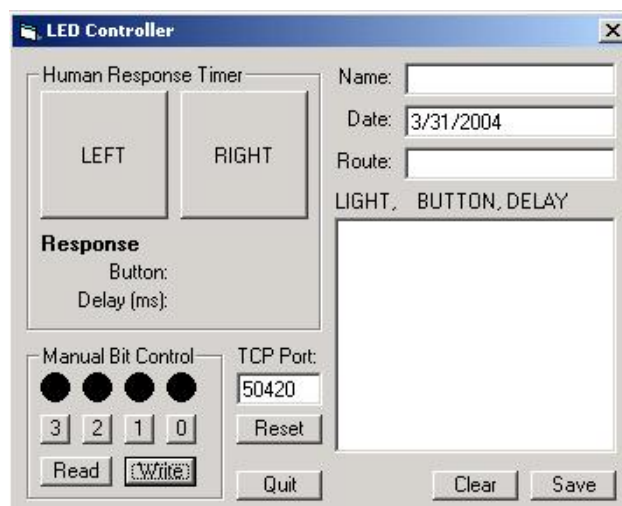 LED Controller
Human Response Timer
LEFT RIGHT
Response
Button:
Delay (ms):
Name:
Date: 3/31/2004
Route:
LIGHT, BUTTON, DELAY
Manual Bit Control
3 2 1 0
Read Write
TCP Port:
50420
Reset
Quit
Clear Save